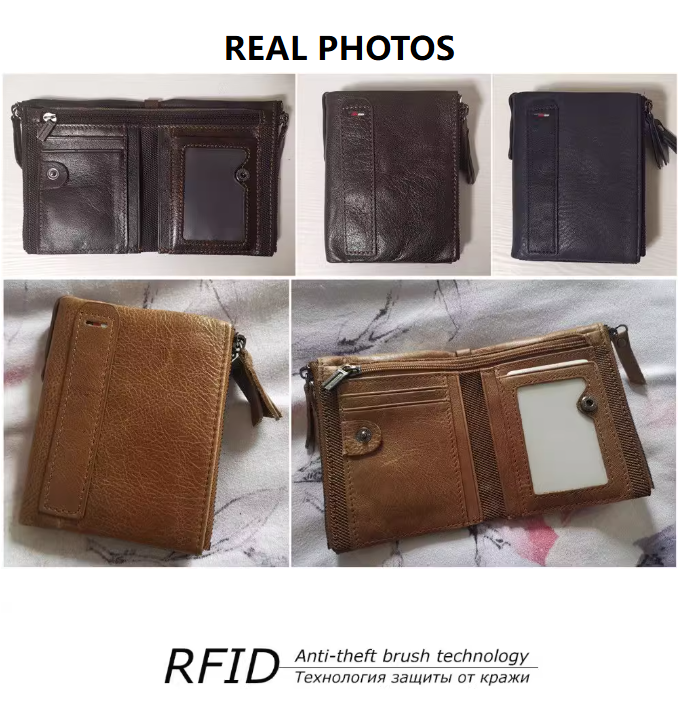 REAL PHOTOS
RFID
Anti-theft brush technology
Технология защиты от кражи